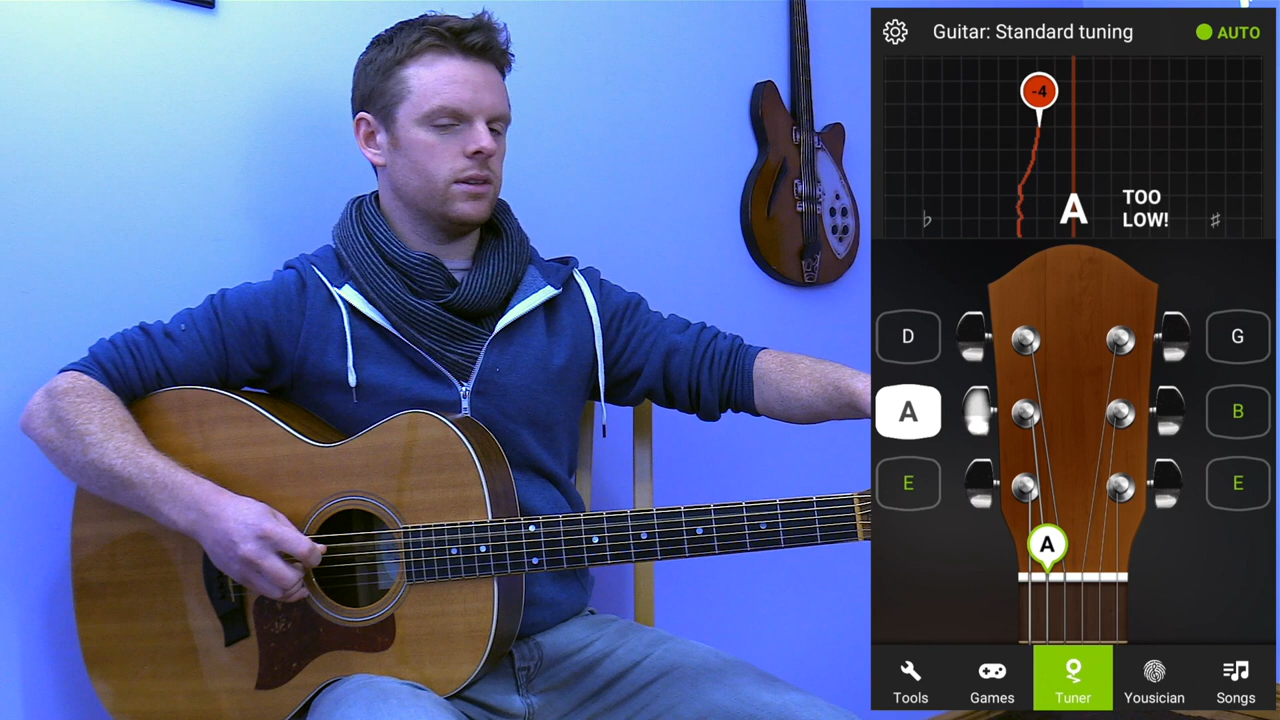 Guitar: Standard tuning
AUTO
-4
♭
A
TOO
LOW!
♯
D
G
A
B
E
E
A
Tools
Games
Tuner
Yousician
Songs